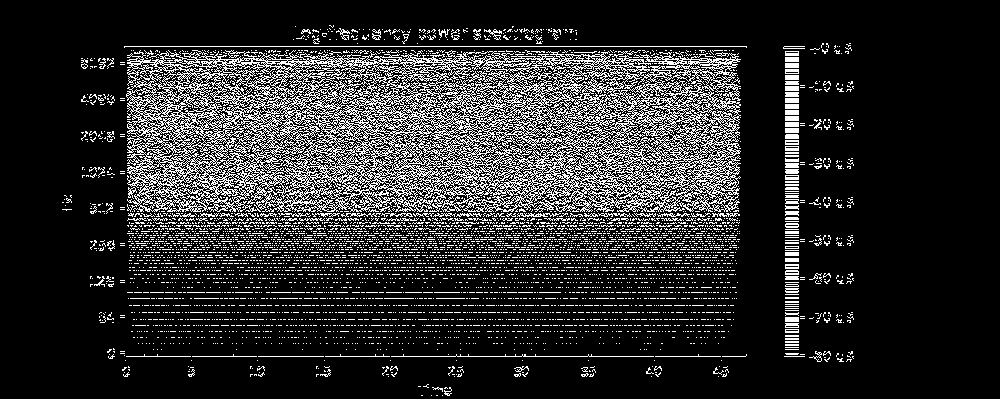 Log-frequency power spectrogram
+0 dB
8192
-10 dB
4096
-20 dB
2048
-30 dB
1024
Hz
512
-40 dB
256
-50 dB
128
-60 dB
64
-70 dB
0
-80 dB
0
5
10
15
20
25
30
35
40
45
Time